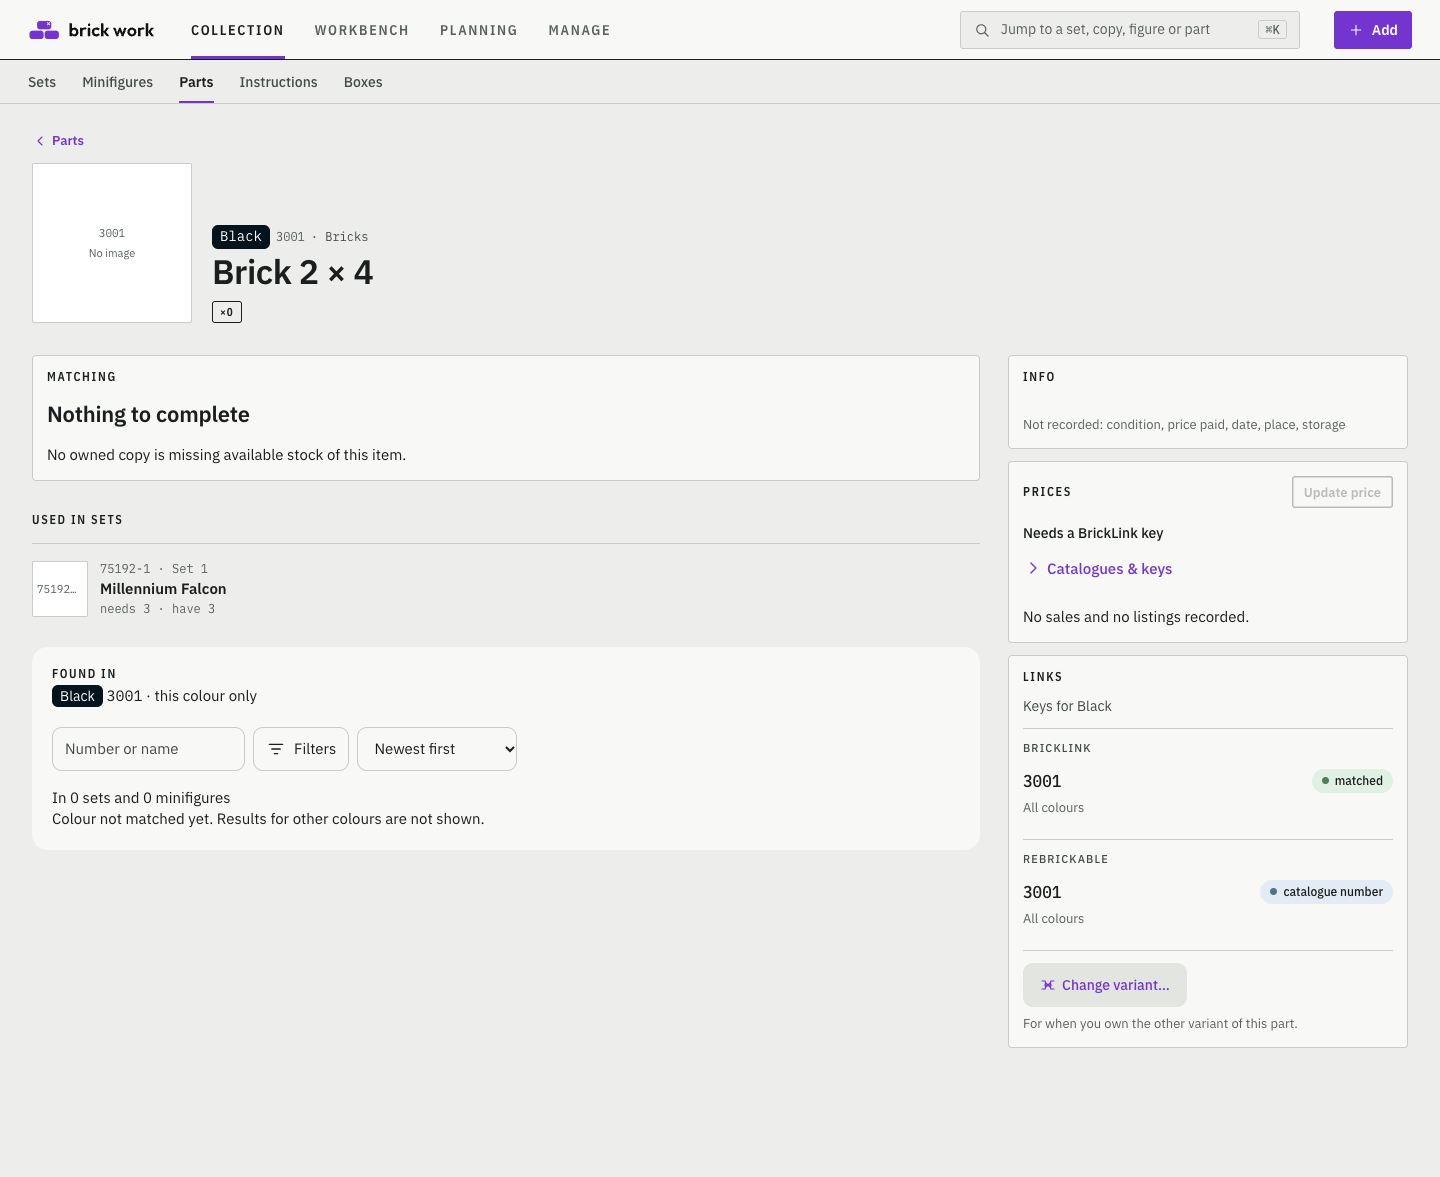 brick work
COLLECTION
WORKBENCH
PLANNING
MANAGE
Jump to a set, copy, figure or part
⌘K
Add
Sets
Minifigures
Parts
Instructions
Boxes
Parts
3001
No image
Black 3001 · Bricks
Brick 2 × 4
×0
MATCHING
Nothing to complete
No owned copy is missing available stock of this item.
USED IN SETS
75192…
75192-1 · Set 1
Millennium Falcon
needs 3 · have 3
FOUND IN
Black 3001 · this colour only
Number or name
Filters
Newest first
In 0 sets and 0 minifigures
Colour not matched yet. Results for other colours are not shown.
INFO
Not recorded: condition, price paid, date, place, storage
PRICES
Update price
Needs a BrickLink key
Catalogues & keys
No sales and no listings recorded.
LINKS
Keys for Black
BRICKLINK
3001
matched
All colours
REBRICKABLE
3001
catalogue number
All colours
Change variant…
For when you own the other variant of this part.